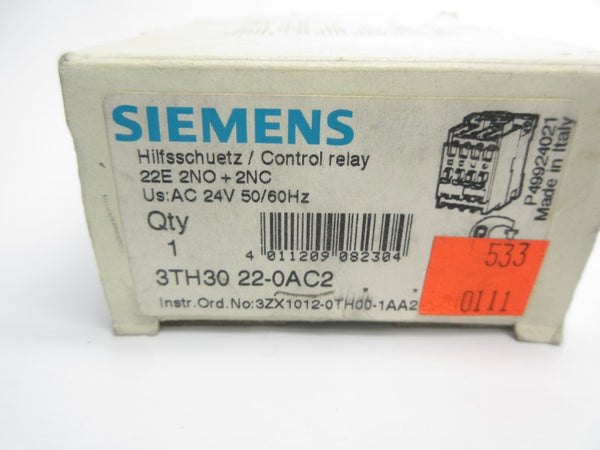 SIEMENS
Hilfsschuetz / Control relay
22E 2NO + 2NC
Us: AC 24V 50/60Hz
Qty
1
4 011209 082304
3TH30 22-0AC2
* *
Instr.Ord.No:3ZX1012-0TH00-1AA2
P49924021
Made in Italy
533
0111